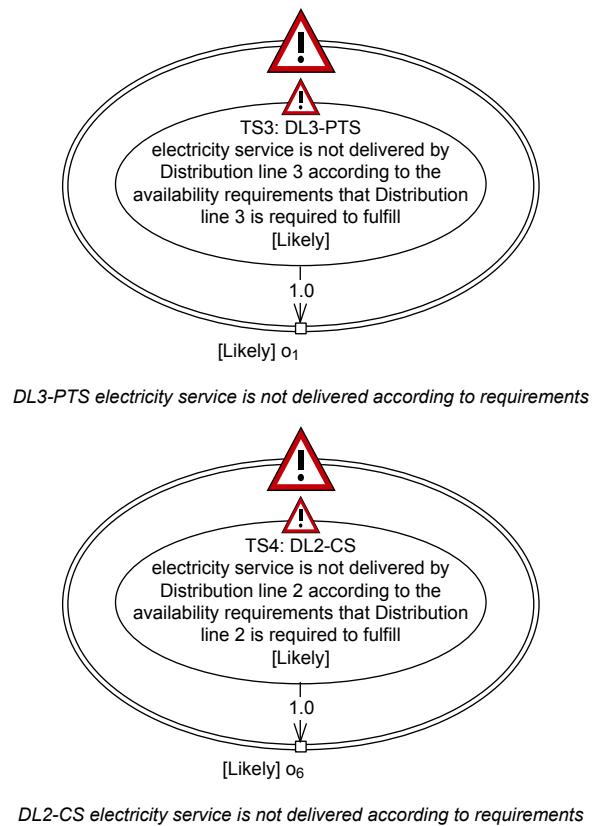 TS3: DL3-PTS
electricity service is not delivered by
Distribution line 3 according to the
availability requirements that Distribution
line 3 is required to fulfill
[Likely]
1.0
[Likely] o1
DL3-PTS electricity service is not delivered according to requirements
TS4: DL2-CS
electricity service is not delivered by
Distribution line 2 according to the
availability requirements that Distribution
line 2 is required to fulfill
[Likely]
1.0
[Likely] o6
DL2-CS electricity service is not delivered according to requirements